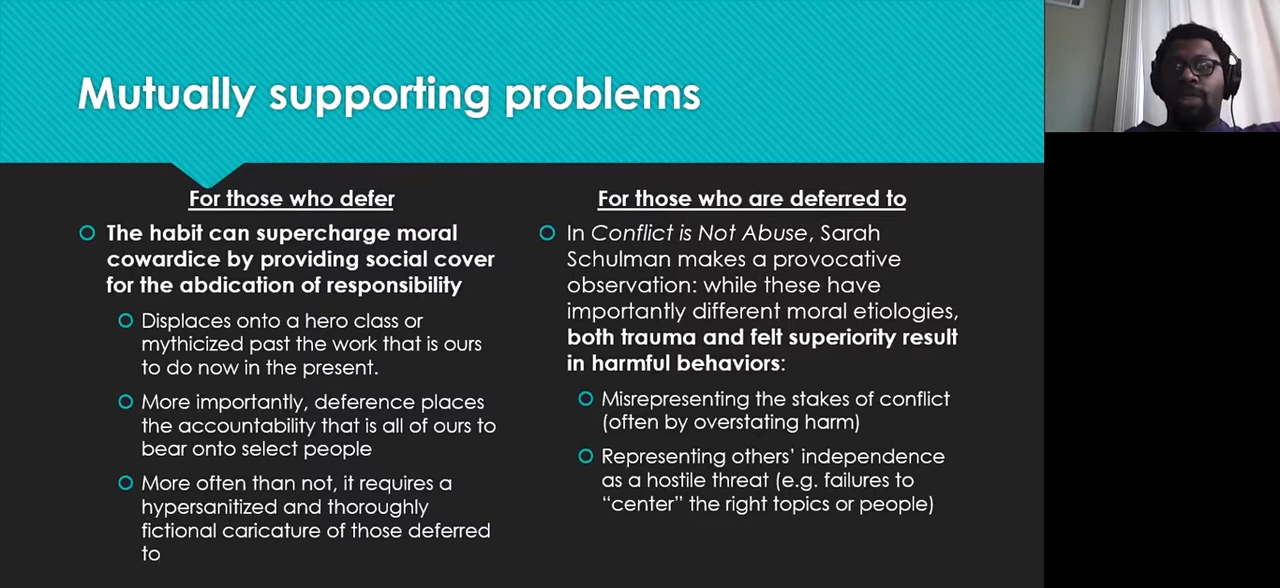 Mutually supporting problems
For those who defer
The habit can supercharge moral
cowardice by providing social cover
for the abdication of responsibility
Displaces onto a hero class or
mythicized past the work that is ours
to do now in the present.
More importantly, deference places
the accountability that is all of ours to
bear onto select people
More often than not, it requires a
hypersanitized and thoroughly
fictional caricature of those deferred
to
For those who are deferred to
In Conflict is Not Abuse, Sarah
Schulman makes a provocative
observation: while these have
importantly different moral etiologies,
both trauma and felt superiority result
in harmful behaviors:
Misrepresenting the stakes of conflict
(often by overstating harm)
Representing others’ independence
as a hostile threat (e.g. failures to
“center” the right topics or people)